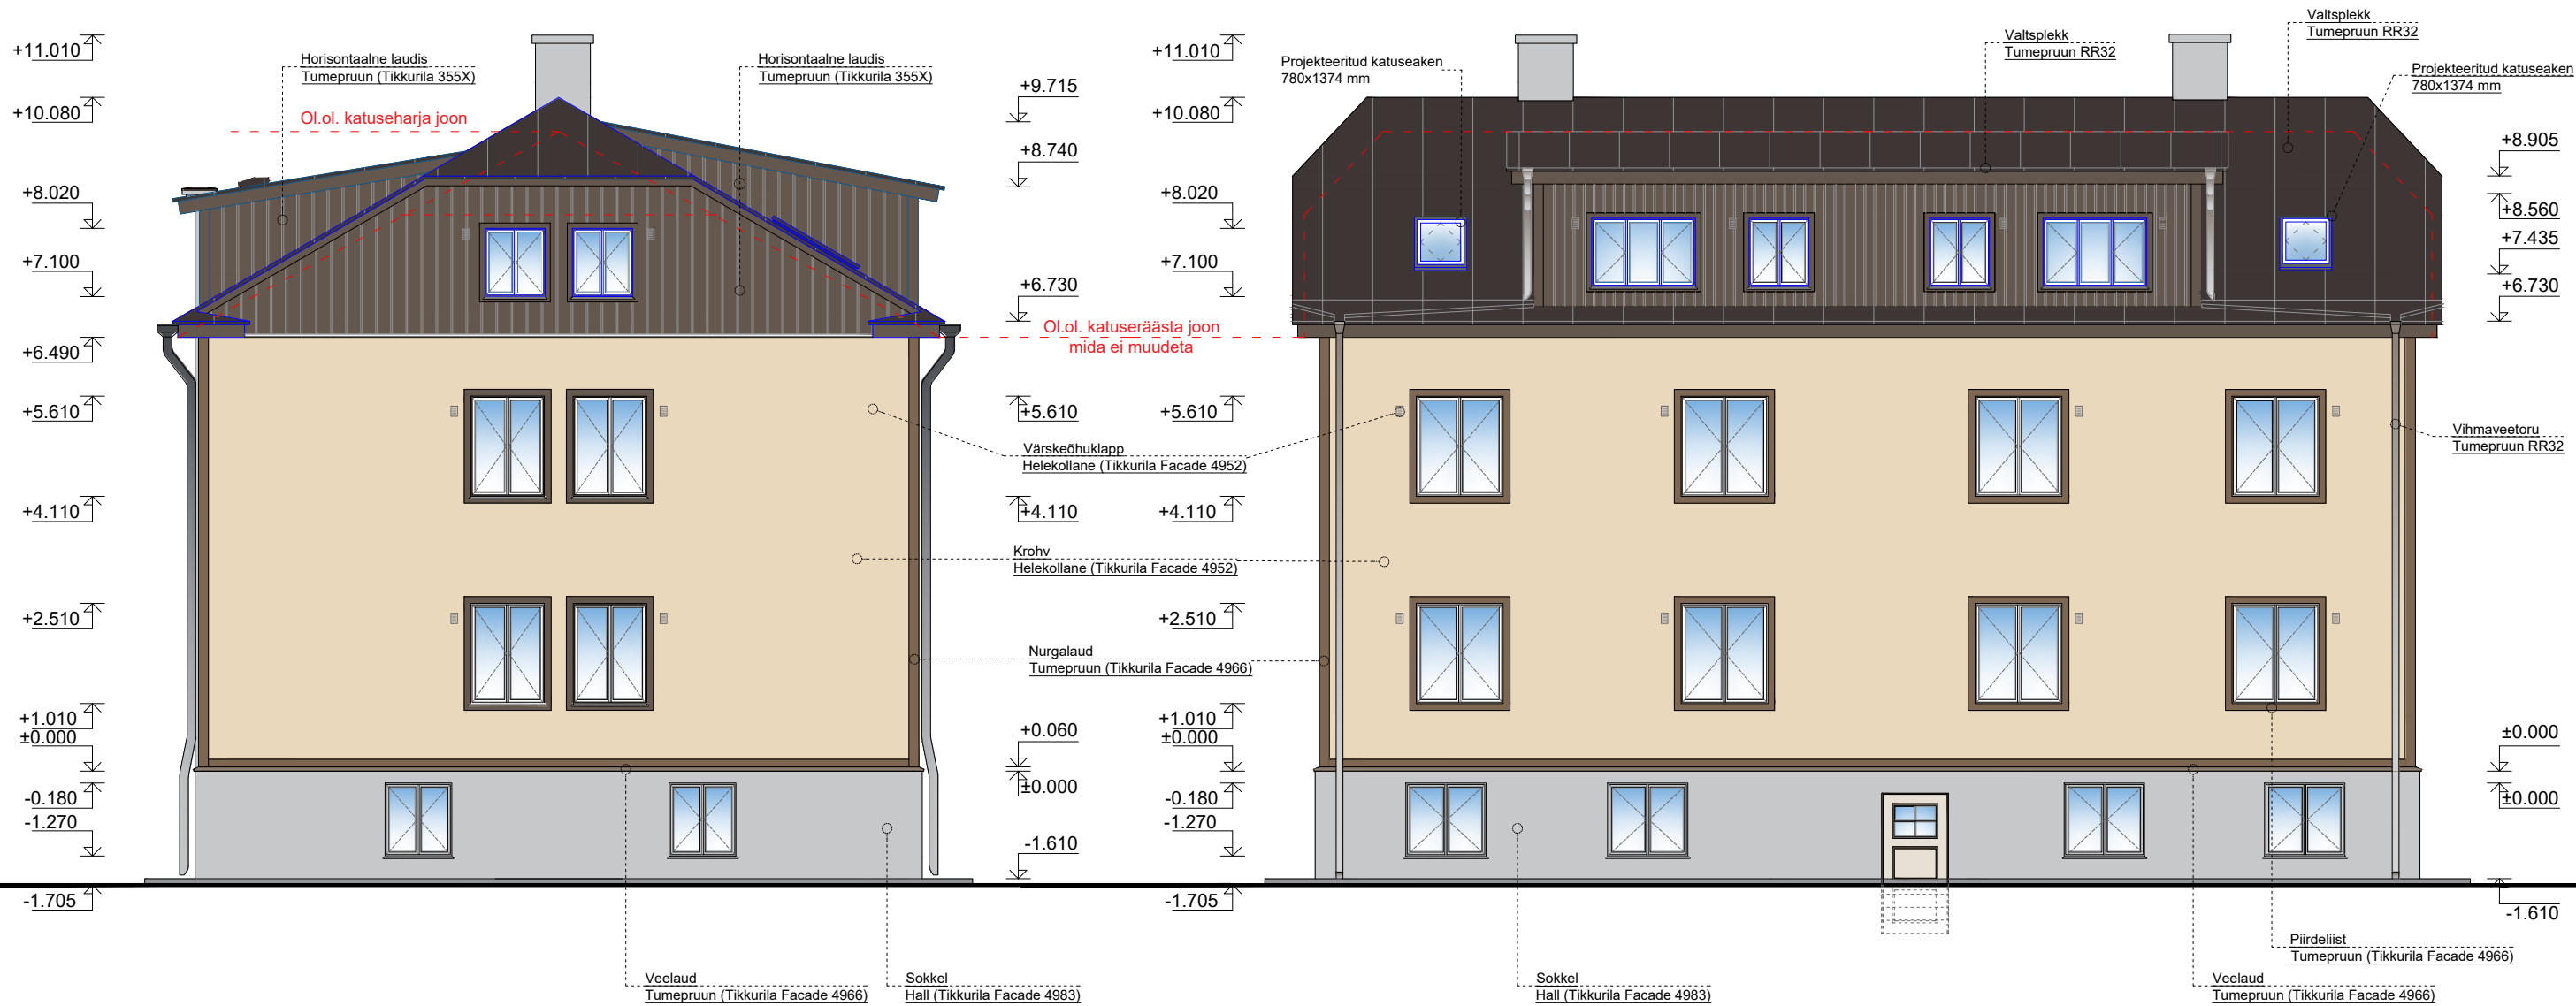 +11.010
+10.080
+8.020
+7.100
+6.490
+5.610
+4.110
+2.510
+1.010
±0.000
-0.180
-1.270
-1.705
Horisontaalne laudis
Tumepruun (Tikkurila 355X)
Horisontaalne laudis
Tumepruun (Tikkurila 355X)
Ol.ol. katuseharja joon
+9.715
+8.740
+6.730
Ol.ol. katuseräästa joon
mida ei muudeta
+5.610
Värskeõhuklapp
Helekollane (Tikkurila Facade 4952)
+4.110
Krohv
Helekollane (Tikkurila Facade 4952)
Nurgalaud
Tumepruun (Tikkurila Facade 4966)
+0.060
±0.000
-1.610
Veelaud
Tumepruun (Tikkurila Facade 4966)
Sokkel
Hall (Tikkurila Facade 4983)
+11.010
+10.080
+8.020
+7.100
+5.610
+4.110
+2.510
+1.010
±0.000
-0.180
-1.270
-1.705
Projekteeritud katuseaken
780x1374 mm
Valtsplekk
Tumepruun RR32
Valtsplekk
Tumepruun RR32
Projekteeritud katuseaken
780x1374 mm
+8.905
+8.560
+7.435
+6.730
Vihmaveetoru
Tumepruun RR32
±0.000
±0.000
-1.610
Piirdeliist
Tumepruun (Tikkurila Facade 4966)
Sokkel
Hall (Tikkurila Facade 4983)
Veelaud
Tumepruun (Tikkurila Facade 4966)